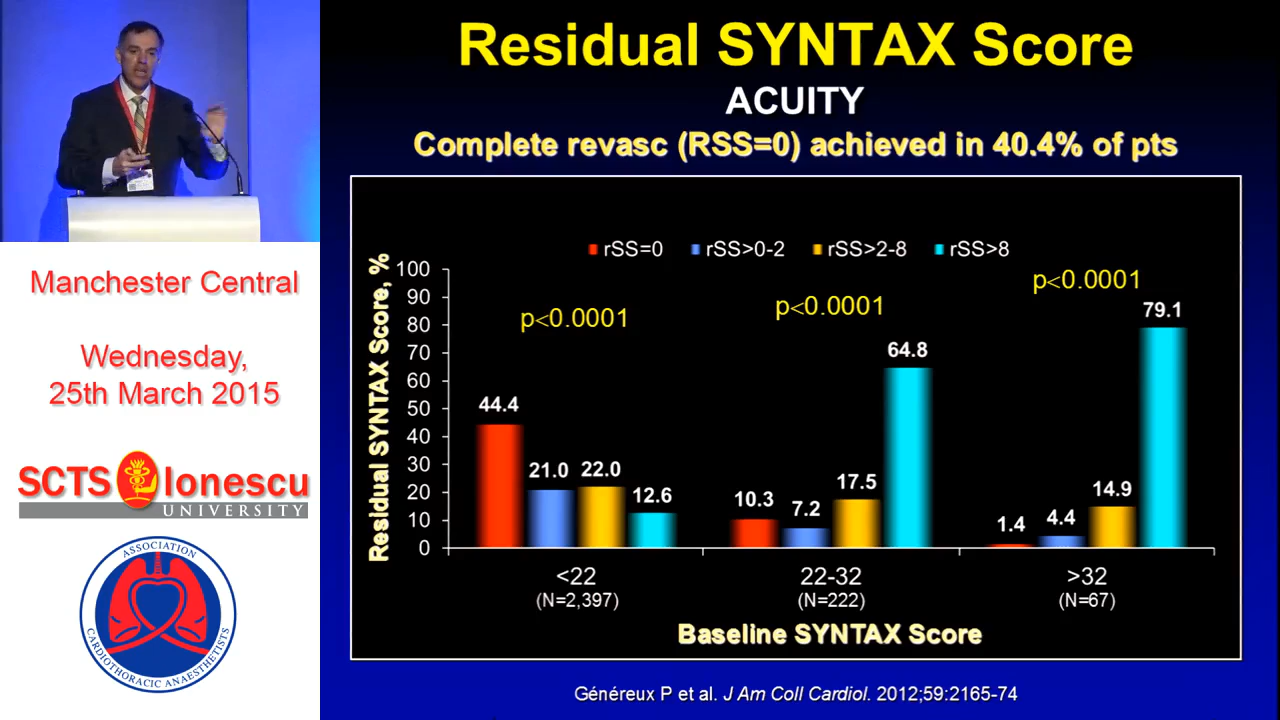 Residual SYNTAX Score
ACUITY
Complete revasc (RSS=0) achieved in 40.4% of pts
Manchester Central
Wednesday,
25th March 2015
SCTS Ionescu
UNIVERSITY
ASSOCIATION
CARDIOTHORACIC ANAESTHETISTS
rSS=0 rSS>0-2 rSS>2-8 rSS>8
Residual SYNTAX Score, %
100
90
80
70
60
50
40
30
20
10
0
p<0.0001 p<0.0001 p<0.0001
44.4 21.0 22.0 12.6
10.3 7.2 17.5 64.8
1.4 4.4 14.9 79.1
<22 22-32 >32
(N=2,397) (N=222) (N=67)
Baseline SYNTAX Score
Généreux P et al. J Am Coll Cardiol. 2012;59:2165-74